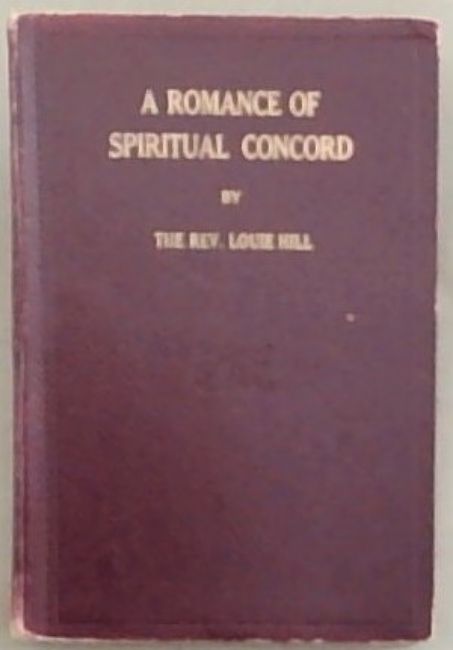 A ROMANCE OF
SPIRITUAL CONCORD
BY
THE REV. LOUIE HILL